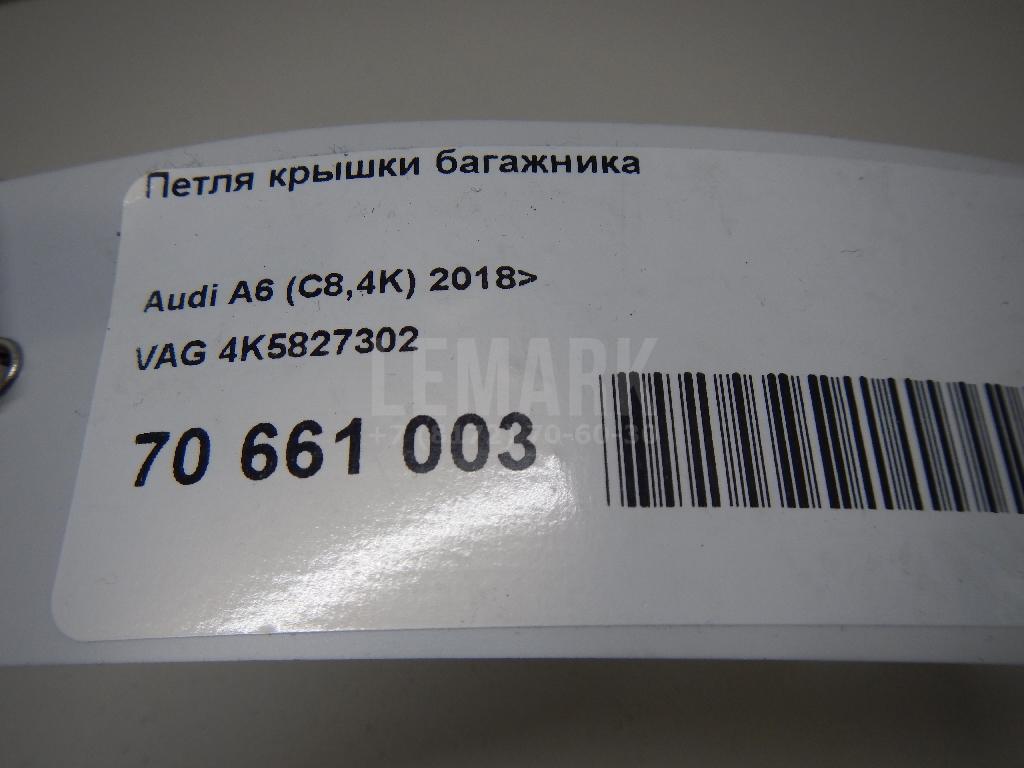 Петля крышки багажника
Audi A6 (C8,4K) 2018>
VAG 4K5827302
LEMARK
70 661 003